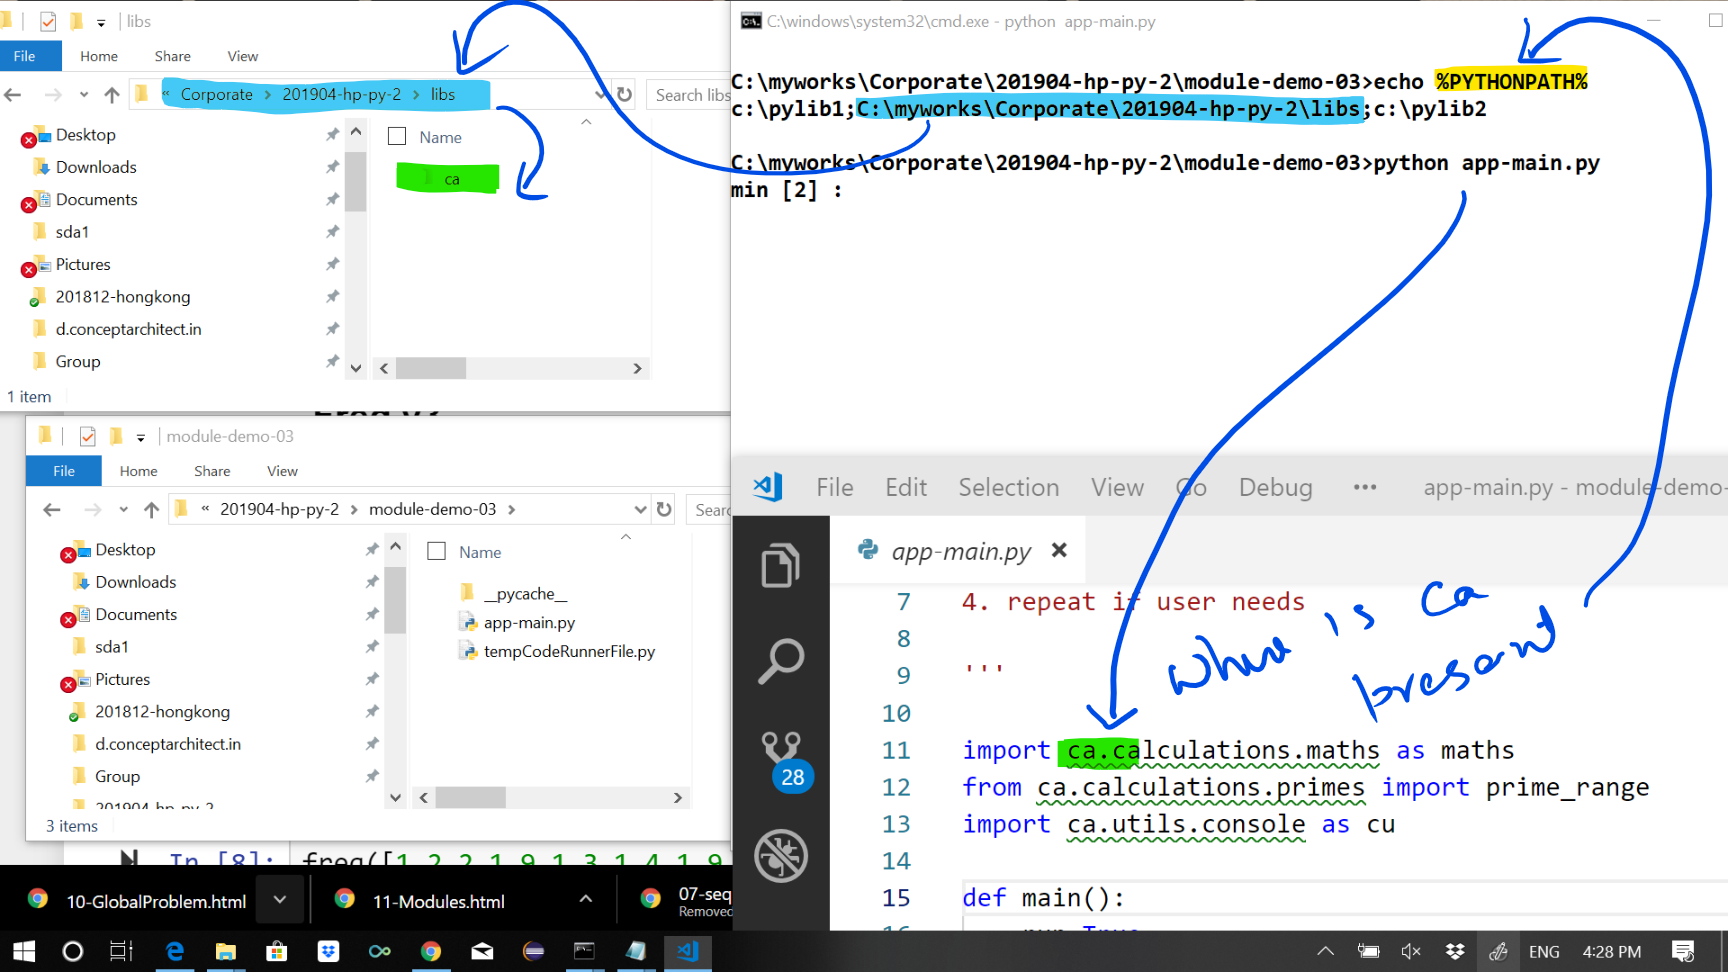 libs
File Home Share View
« Corporate > 201904-hp-py-2 > libs
Search libs
Desktop
Downloads
Documents
sda1
Pictures
201812-hongkong
d.conceptarchitect.in
Group
Name
ca
1 item
module-demo-03
File Home Share View
« 201904-hp-py-2 > module-demo-03 >
Desktop
Downloads
Documents
sda1
Pictures
201812-hongkong
d.conceptarchitect.in
Group
201904-hp-py-2
Name
__pycache__
app-main.py
tempCodeRunnerFile.py
3 items
In [8]: freq([1,2,2,1,9,1,3,1,4,1,9
C:\windows\system32\cmd.exe - python app-main.py
C:\myworks\Corporate\201904-hp-py-2\module-demo-03>echo %PYTHONPATH%
c:\pylib1;C:\myworks\Corporate\201904-hp-py-2\libs;c:\pylib2
C:\myworks\Corporate\201904-hp-py-2\module-demo-03>python app-main.py
min [2] :
File Edit Selection View Go Debug ••• app-main.py - module-demo-
app-main.py
28
7 4. repeat if user needs
8
9 '''
10
11 import ca.calculations.maths as maths
12 from ca.calculations.primes import prime_range
13 import ca.utils.console as cu
14
15 def main():
where is ca
present
10-GlobalProblem.html
11-Modules.html
07-seq
Removed
ENG 4:28 PM